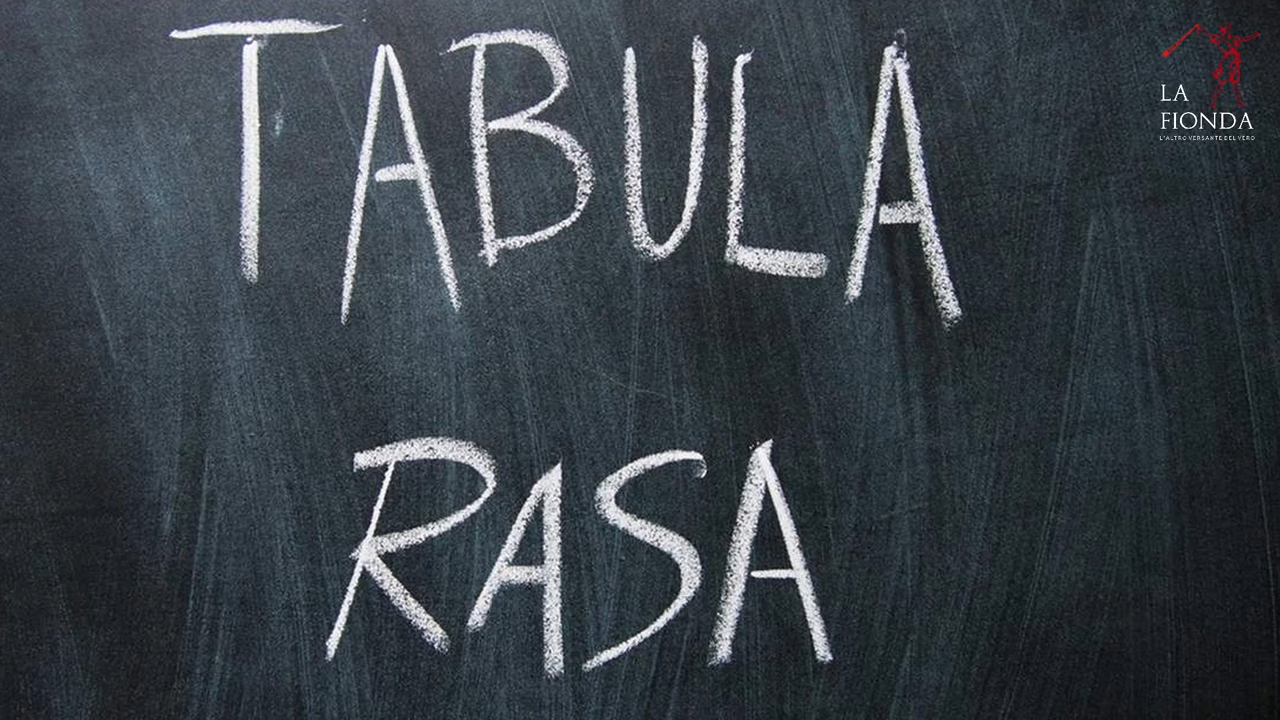 TABULA
RASA
LA
FIONDA
L'ALTRO VERSANTE DEL VERO